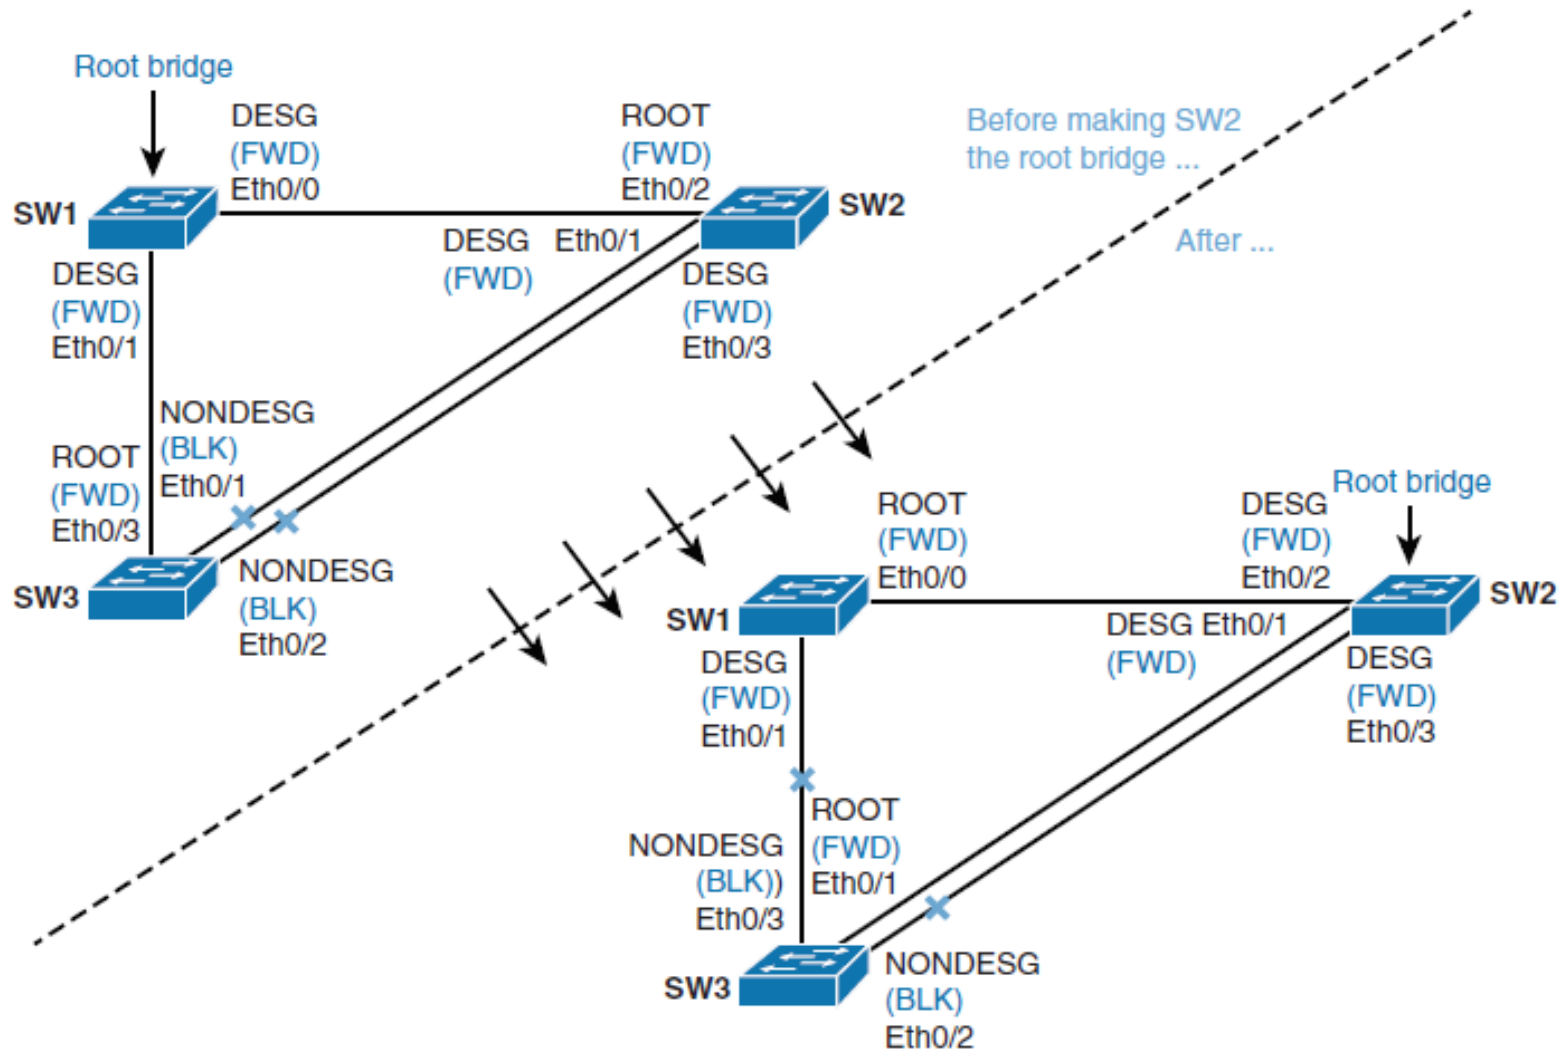 Root bridge
DESG
(FWD)
Eth0/0
ROOT
(FWD)
Eth0/2
SW1
SW2
DESG Eth0/1
(FWD)
DESG
(FWD)
Eth0/1
DESG
(FWD)
Eth0/3
ROOT
(FWD)
Eth0/3
NONDESG
(BLK)
Eth0/1
SW3
NONDESG
(BLK)
Eth0/2
Before making SW2
the root bridge ...
After ...
Root bridge
ROOT
(FWD)
Eth0/0
DESG
(FWD)
Eth0/2
SW1
SW2
DESG Eth0/1
(FWD)
DESG
(FWD)
Eth0/1
DESG
(FWD)
Eth0/3
NONDESG
(BLK))
Eth0/3
ROOT
(FWD)
Eth0/1
SW3
NONDESG
(BLK)
Eth0/2